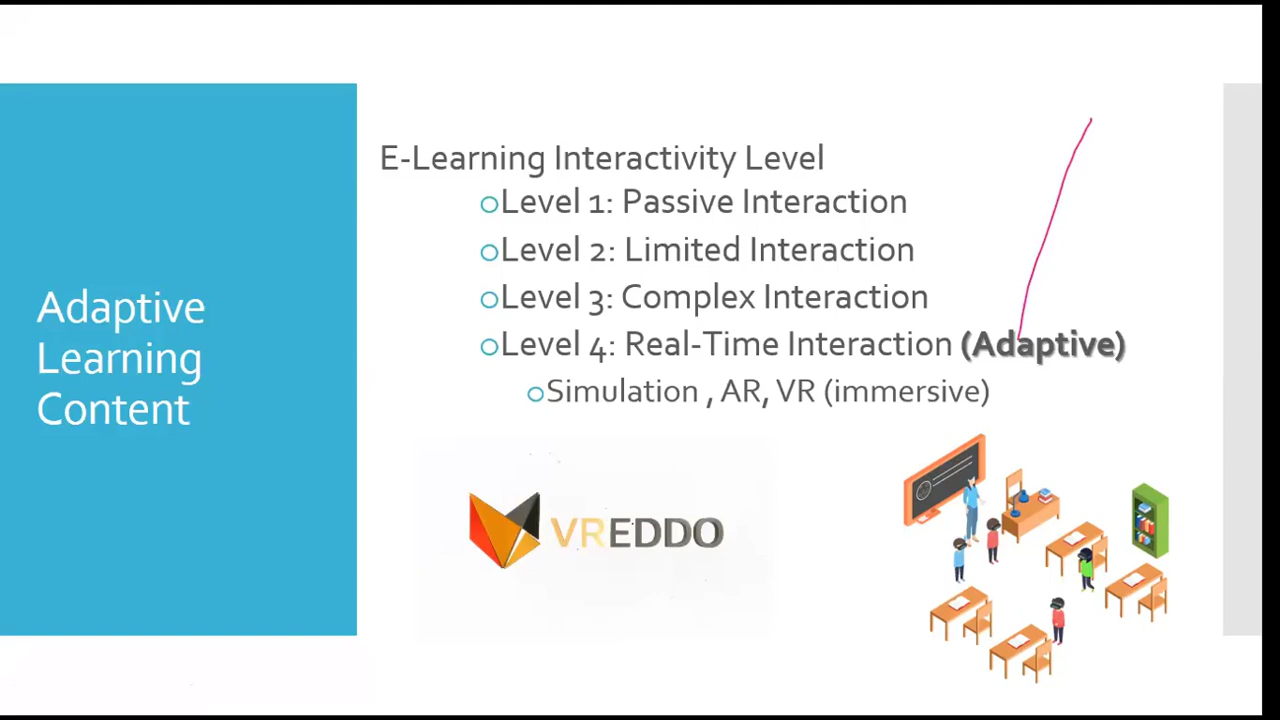 Adaptive
Learning
Content
E-Learning Interactivity Level
Level 1: Passive Interaction
Level 2: Limited Interaction
Level 3: Complex Interaction
Level 4: Real-Time Interaction (Adaptive)
Simulation , AR, VR (immersive)
VREDDO